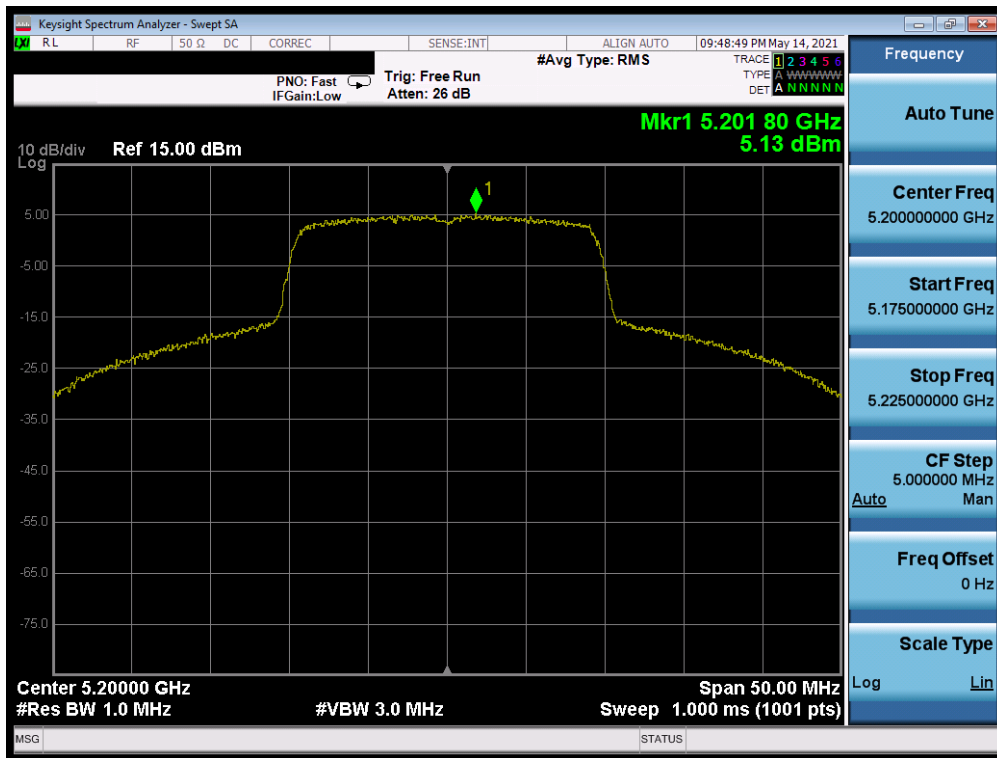 Keysight Spectrum Analyzer - Swept SA
LXI RL RF 50 Ω DC CORREC SENSE:INT ALIGN AUTO 09:48:49 PM May 14, 2021
#Avg Type: RMS
TRACE 1 2 3 4 5 6
TYPE A WWWWW
DET A N N N N N
PNO: Fast
IFGain:Low
Trig: Free Run
Atten: 26 dB
Mkr1 5.201 80 GHz
5.13 dBm
10 dB/div Ref 15.00 dBm
Log
1
5.00
-5.00
-15.0
-25.0
-35.0
-45.0
-55.0
-65.0
-75.0
Center 5.20000 GHz Span 50.00 MHz
#Res BW 1.0 MHz #VBW 3.0 MHz Sweep 1.000 ms (1001 pts)
MSG STATUS
Frequency
Auto Tune
Center Freq
5.200000000 GHz
Start Freq
5.175000000 GHz
Stop Freq
5.225000000 GHz
CF Step
5.000000 MHz
Auto Man
Freq Offset
0 Hz
Scale Type
Log Lin